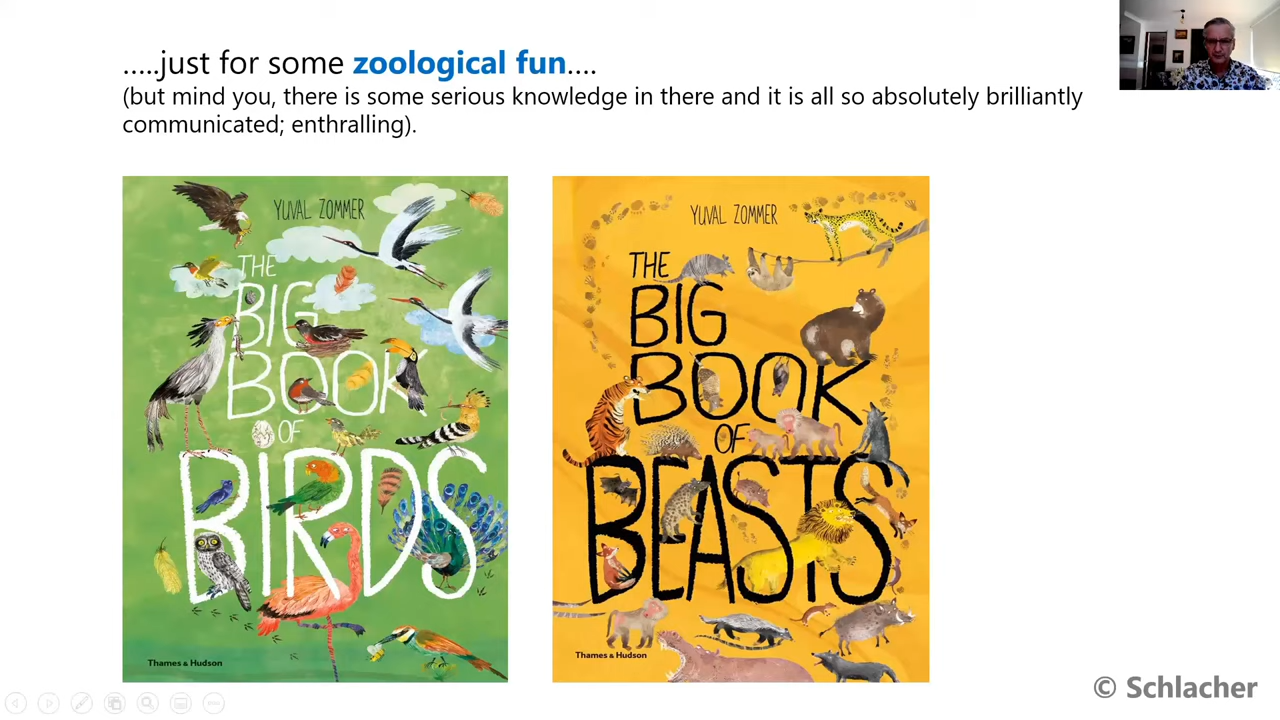 .....just for some zoological fun....
(but mind you, there is some serious knowledge in there and it is all so absolutely brilliantly
communicated; enthralling).
YUVAL ZOMMER
THE
BIG
BOOK
OF
BIRDS
Thames & Hudson
YUVAL ZOMMER
THE
BIG
BOOK
OF
BEASTS
Thames & Hudson
© Schlacher